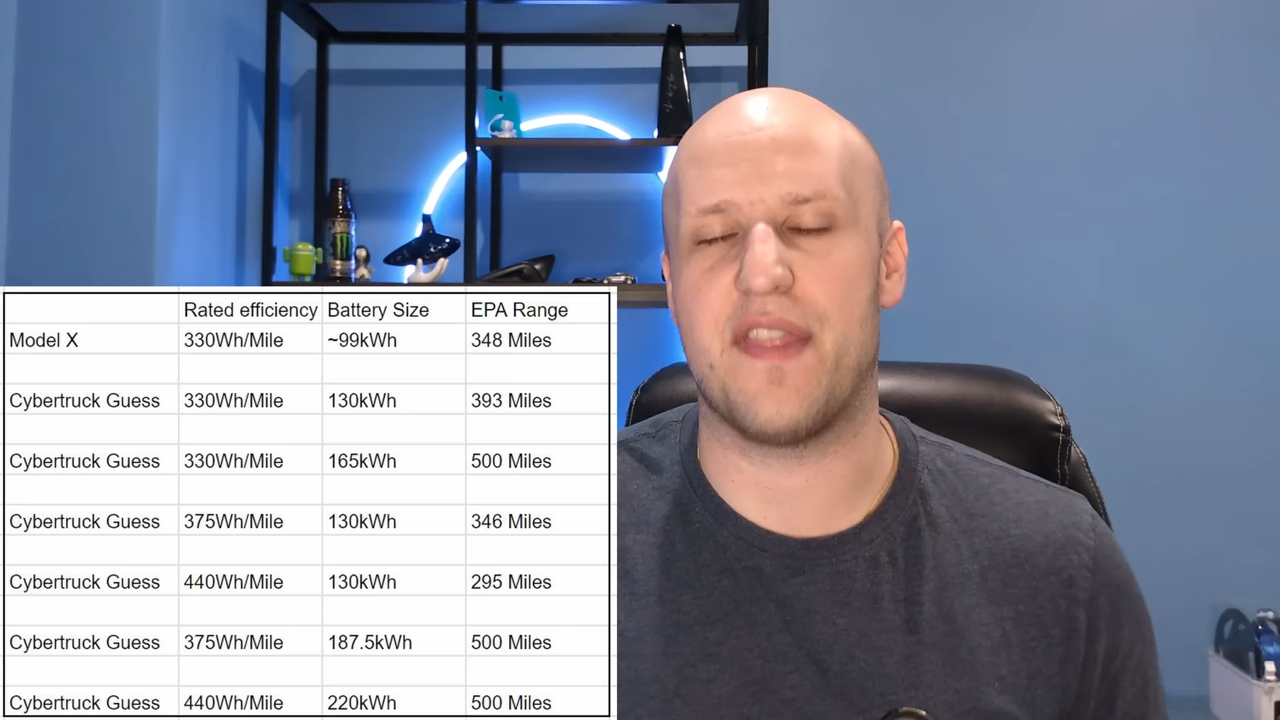 Rated efficiency Battery Size EPA Range
Model X 330Wh/Mile ~99kWh 348 Miles
Cybertruck Guess 330Wh/Mile 130kWh 393 Miles
Cybertruck Guess 330Wh/Mile 165kWh 500 Miles
Cybertruck Guess 375Wh/Mile 130kWh 346 Miles
Cybertruck Guess 440Wh/Mile 130kWh 295 Miles
Cybertruck Guess 375Wh/Mile 187.5kWh 500 Miles
Cybertruck Guess 440Wh/Mile 220kWh 500 Miles